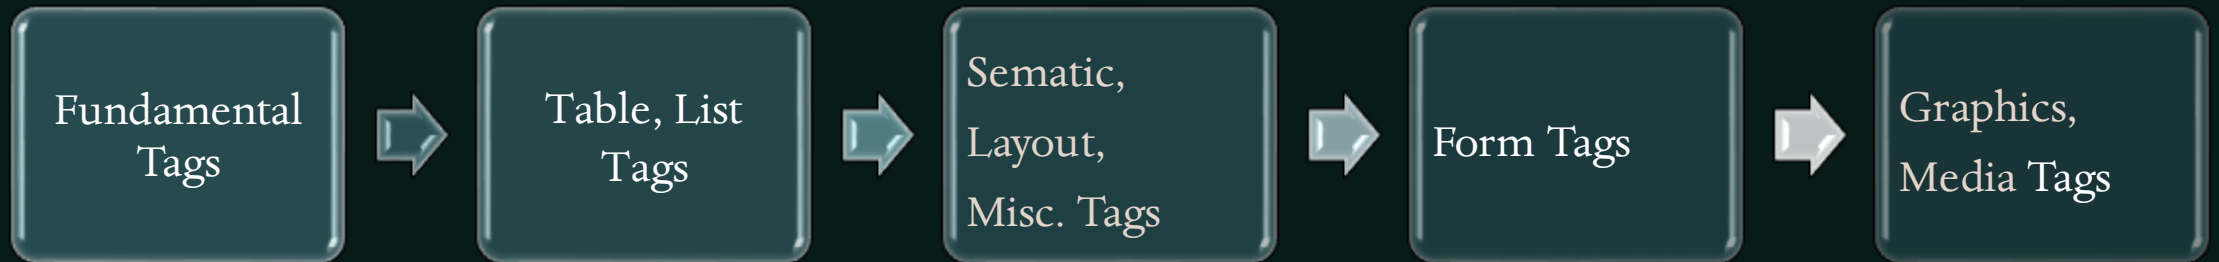 Fundamental
Tags
Table, List
Tags
Sematic,
Layout,
Misc. Tags
Form Tags
Graphics,
Media Tags